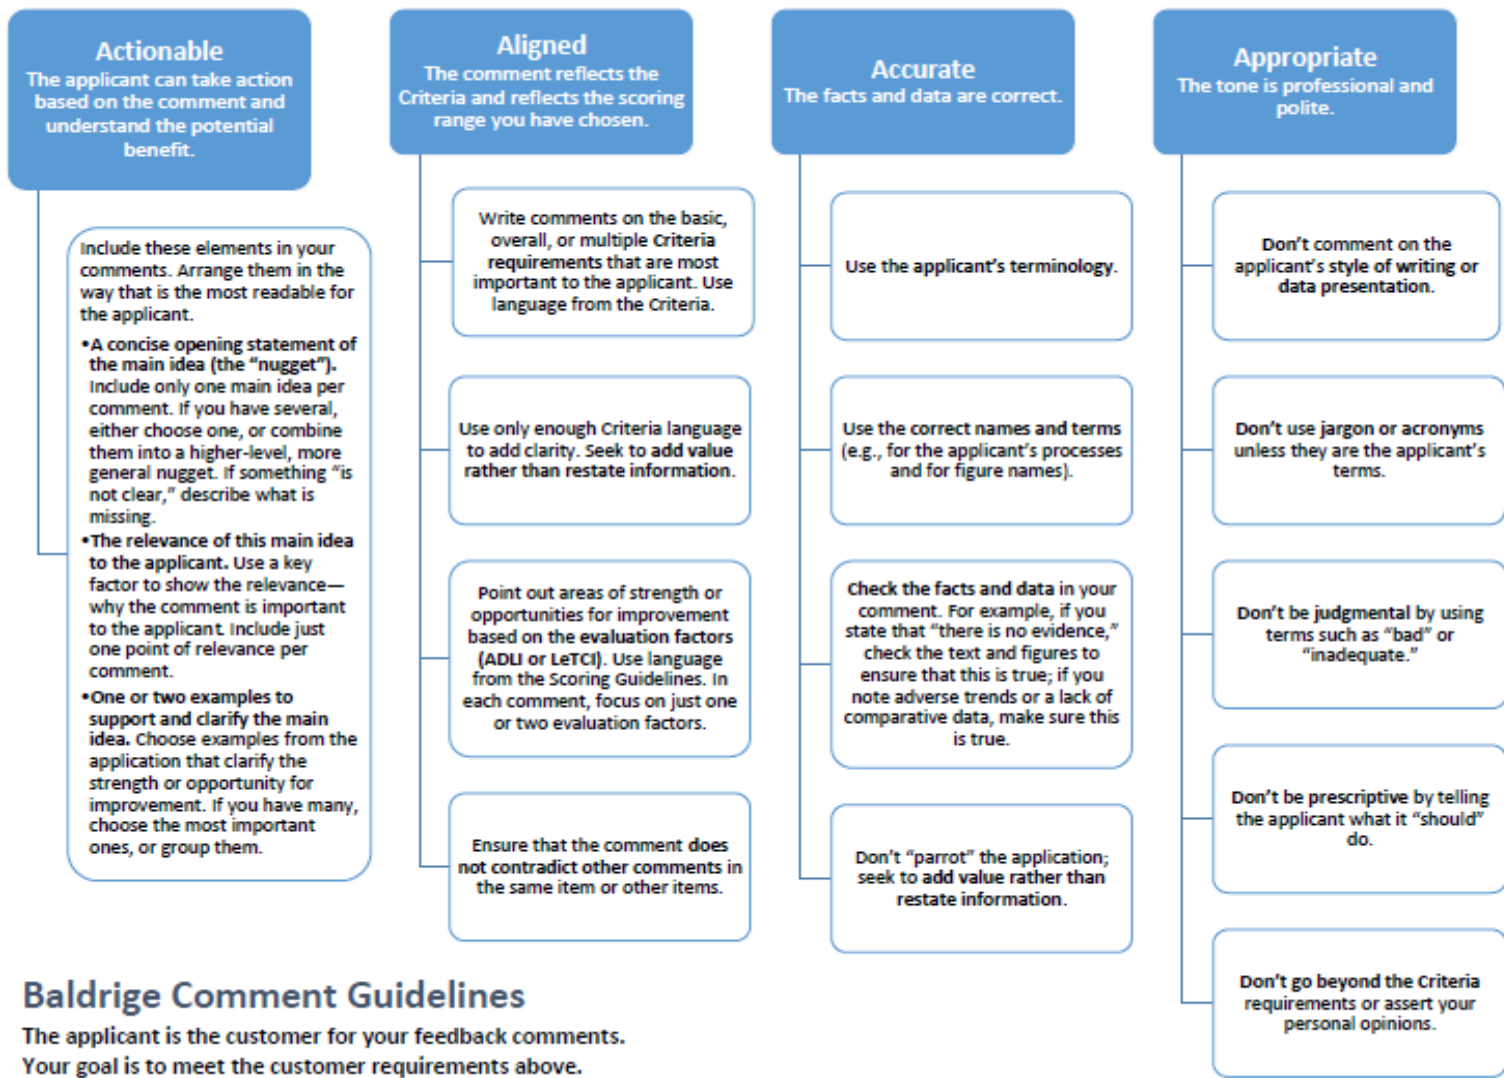 Actionable
The applicant can take action
based on the comment and
understand the potential
benefit.
Include these elements in your
comments. Arrange them in the
way that is the most readable for
the applicant.
•A concise opening statement of
the main idea (the “nugget”).
Include only one main idea per
comment. If you have several,
either choose one, or combine
them into a higher-level, more
general nugget. If something “is
not clear,” describe what is
missing.
•The relevance of this main idea
to the applicant. Use a key
factor to show the relevance—
why the comment is important
to the applicant. Include just
one point of relevance per
comment.
•One or two examples to
support and clarify the main
idea. Choose examples from the
application that clarify the
strength or opportunity for
improvement. If you have many,
choose the most important
ones, or group them.
Aligned
The comment reflects the
Criteria and reflects the scoring
range you have chosen.
Write comments on the basic,
overall, or multiple Criteria
requirements that are most
important to the applicant. Use
language from the Criteria.
Use only enough Criteria language
to add clarity. Seek to add value
rather than restate information.
Point out areas of strength or
opportunities for improvement
based on the evaluation factors
(ADLI or LeTCI). Use language
from the Scoring Guidelines. In
each comment, focus on just one
or two evaluation factors.
Ensure that the comment does
not contradict other comments in
the same item or other items.
Accurate
The facts and data are correct.
Use the applicant’s terminology.
Use the correct names and terms
(e.g., for the applicant’s processes
and for figure names).
Check the facts and data in your
comment. For example, if you
state that “there is no evidence,”
check the text and figures to
ensure that this is true; if you
note adverse trends or a lack of
comparative data, make sure this
is true.
Don’t “parrot” the application;
seek to add value rather than
restate information.
Appropriate
The tone is professional and
polite.
Don’t comment on the
applicant’s style of writing or
data presentation.
Don’t use jargon or acronyms
unless they are the applicant’s
terms.
Don’t be judgmental by using
terms such as “bad” or
“inadequate.”
Don’t be prescriptive by telling
the applicant what it “should”
do.
Don’t go beyond the Criteria
requirements or assert your
personal opinions.
Baldrige Comment Guidelines
The applicant is the customer for your feedback comments.
Your goal is to meet the customer requirements above.